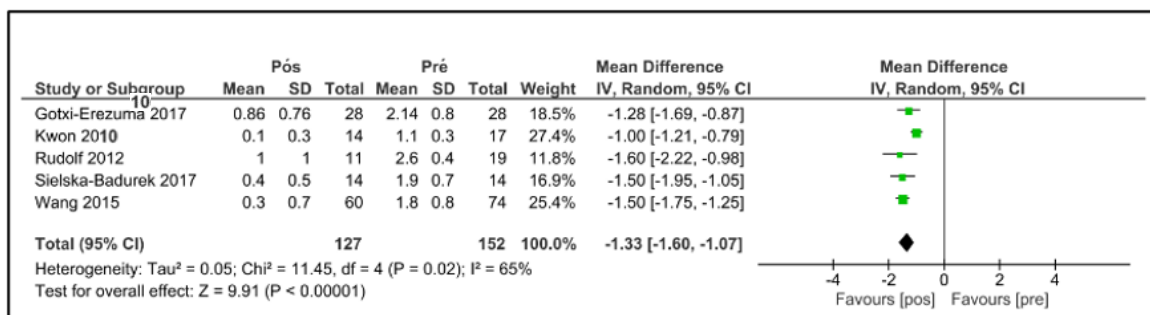 Pós Pré Mean Difference Mean Difference
Study or Subgroup Mean SD Total Mean SD Total Weight IV, Random, 95% CI IV, Random, 95% CI
10
Gotxi-Erezuma 2017 0.86 0.76 28 2.14 0.8 28 18.5% -1.28 [-1.69, -0.87]
Kwon 2010 0.1 0.3 14 1.1 0.3 17 27.4% -1.00 [-1.21, -0.79]
Rudolf 2012 1 1 11 2.6 0.4 19 11.8% -1.60 [-2.22, -0.98]
Sielska-Badurek 2017 0.4 0.5 14 1.9 0.7 14 16.9% -1.50 [-1.95, -1.05]
Wang 2015 0.3 0.7 60 1.8 0.8 74 25.4% -1.50 [-1.75, -1.25]
Total (95% CI) 127 152 100.0% -1.33 [-1.60, -1.07]
Heterogeneity: Tau² = 0.05; Chi² = 11.45, df = 4 (P = 0.02); I² = 65%
Test for overall effect: Z = 9.91 (P < 0.00001)
-4 -2 0 2 4
Favours [pos] Favours [pre]